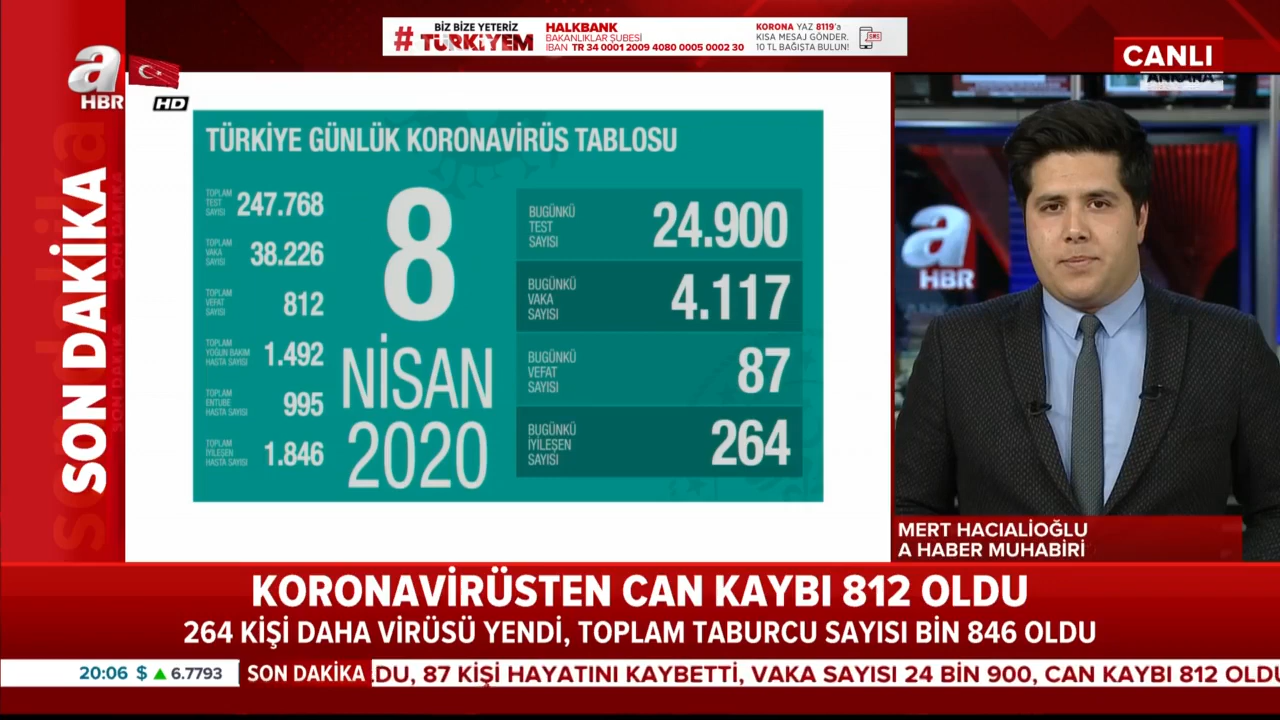 BİZ BİZE YETERİZ
# TÜRKİYEM
HALKBANK
BAKANLIKLAR ŞUBESİ
IBAN TR 34 0001 2009 4080 0005 0002 30
KORONA YAZ 8119'a
KISA MESAJ GÖNDER.
10 TL BAĞIŞTA BULUN!
SMS
CANLI
ANKARA
a
HBR
HD
SON DAKİKA
TÜRKİYE GÜNLÜK KORONAVİRÜS TABLOSU
TOPLAM
TEST
SAYISI
247.768
TOPLAM
VAKA
SAYISI
38.226
TOPLAM
VEFAT
SAYISI
812
TOPLAM
YOĞUN BAKIM
HASTA SAYISI
1.492
TOPLAM
ENTUBE
HASTA SAYISI
995
TOPLAM
İYİLEŞEN
HASTA SAYISI
1.846
8
NİSAN
2020
BUGÜNKÜ
TEST
SAYISI
24.900
BUGÜNKÜ
VAKA
SAYISI
4.117
BUGÜNKÜ
VEFAT
SAYISI
87
BUGÜNKÜ
İYİLEŞEN
SAYISI
264
a
HBR
MERT HACIALİOĞLU
A HABER MUHABİRİ
KORONAVİRÜSTEN CAN KAYBI 812 OLDU
264 KİŞİ DAHA VİRÜSÜ YENDİ, TOPLAM TABURCU SAYISI BİN 846 OLDU
20:06 $ ▲ 6.7793 SON DAKİKA .DU, 87 KİŞİ HAYATINI KAYBETTİ, VAKA SAYISI 24 BİN 900, CAN KAYBI 812 OLDU